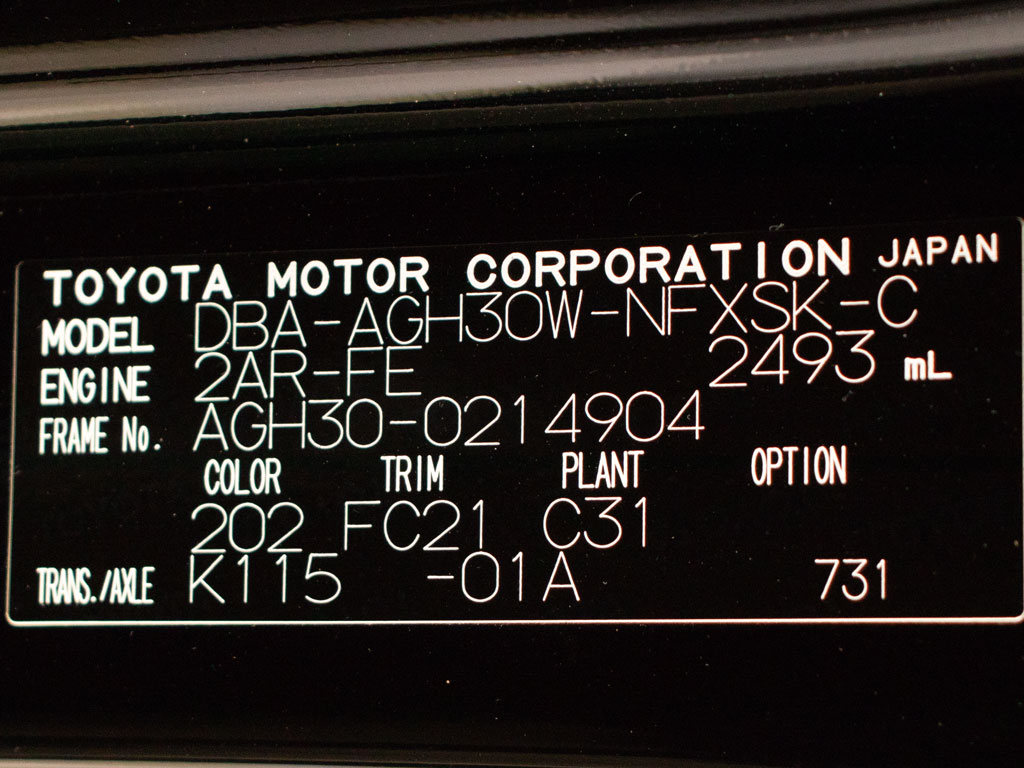 TOYOTA MOTOR CORPORATION JAPAN
MODEL DBA-AGH30W-NFXSK-C
ENGINE 2AR-FE 2493 mL
FRAME No. AGH30-0214904
COLOR TRIM PLANT OPTION
202 FC21 C31
TRANS./AXLE K115 -01A 731